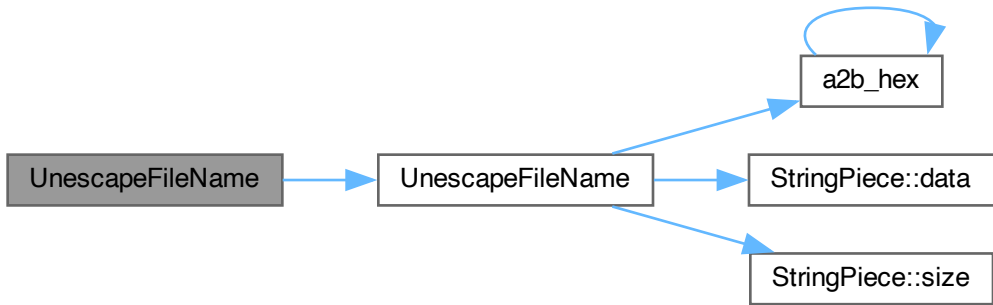 a2b_hex
UnescapeFileName
UnescapeFileName
StringPiece::data
StringPiece::size